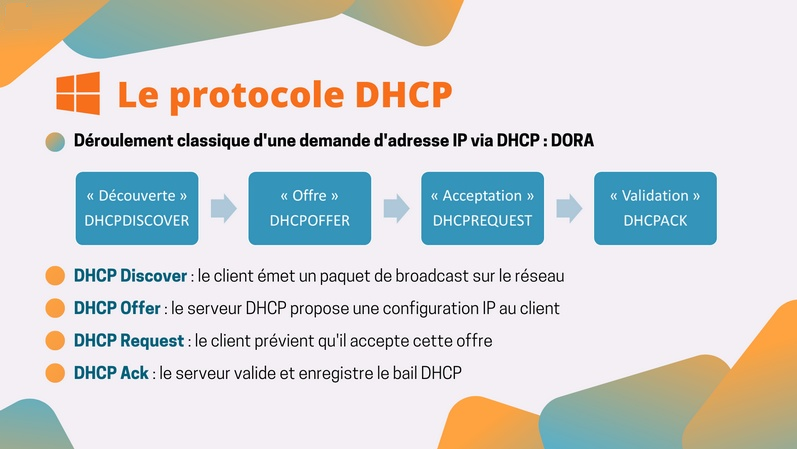 Le protocole DHCP
Déroulement classique d'une demande d'adresse IP via DHCP : DORA
« Découverte »
DHCPDISCOVER
« Offre »
DHCPOFFER
« Acceptation »
DHCPREQUEST
« Validation »
DHCPACK
DHCP Discover : le client émet un paquet de broadcast sur le réseau
DHCP Offer : le serveur DHCP propose une configuration IP au client
DHCP Request : le client prévient qu'il accepte cette offre
DHCP Ack : le serveur valide et enregistre le bail DHCP